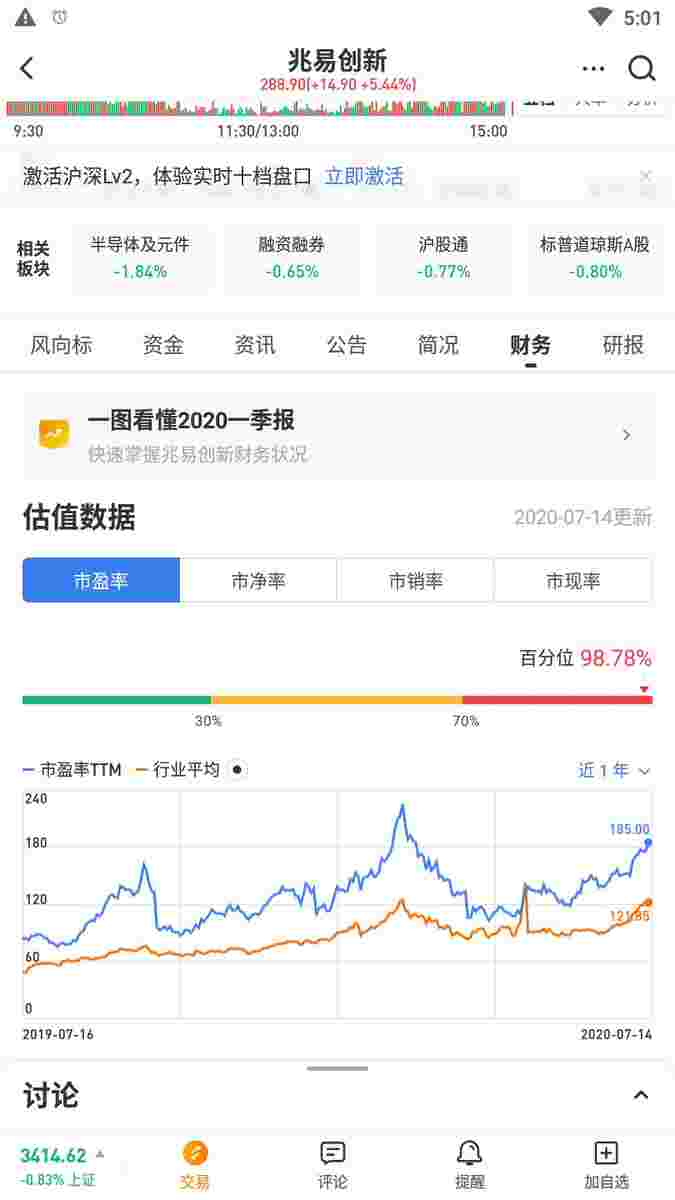 5:01
兆易创新
288.90(+14.90 +5.44%)
9:30 11:30/13:00 15:00
激活沪深Lv2，体验实时十档盘口 立即激活
相关板块
半导体及元件 融资融券 沪股通 标普道琼斯A股
-1.84% -0.65% -0.77% -0.80%
风向标 资金 资讯 公告 简况 财务 研报
一图看懂2020一季报
快速掌握兆易创新财务状况
估值数据 2020-07-14更新
市盈率 市净率 市销率 市现率
百分位 98.78%
30% 70%
市盈率TTM 行业平均 近1年
240
185.00
180
120
121.85
60
0
2019-07-16 2020-07-14
讨论
3414.62
-0.83% 上证
交易 评论 提醒 加自选